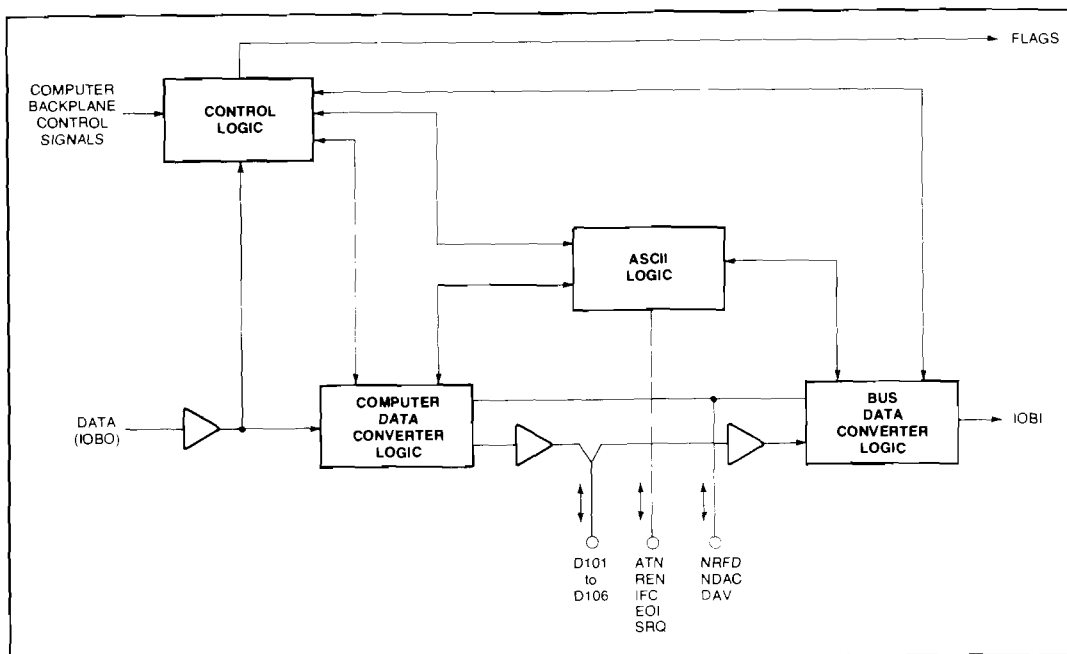 FLAGS
COMPUTER
BACKPLANE
CONTROL
SIGNALS
CONTROL
LOGIC
ASCII
LOGIC
DATA
(IOBO)
COMPUTER
DATA
CONVERTER
LOGIC
BUS
DATA
CONVERTER
LOGIC
IOBI
D101
to
D106
ATN
REN
IFC
EOI
SRQ
NRFD
NDAC
DAV